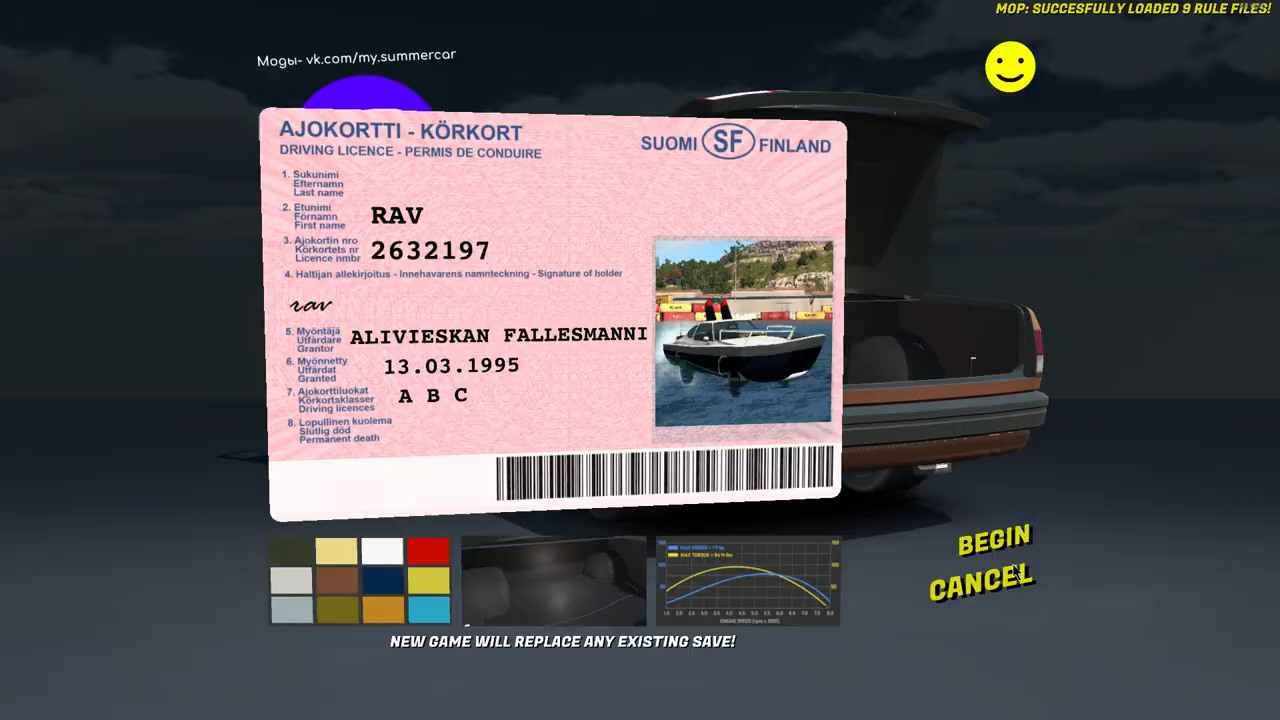 MOP: SUCCESFULLY LOADED 9 RULE FILES!
Моды- vk.com/my.summercar
AJOKORTTI - KÖRKORT
DRIVING LICENCE - PERMIS DE CONDUIRE
SUOMI SF FINLAND
1. Sukunimi
Efternamn
Last name
2. Etunimi
Förnamn
First name
RAV
3. Ajokortin nro
Körkortets nr
Licence nmbr
2632197
4. Haltijan allekirjoitus - Innehavarens namnteckning - Signature of holder
rav
5. Myöntäjä
Utfärdare
Grantor
ALIVIESKAN FALLESMANNI
6. Myönnetty
Utfärdat
Granted
13.03.1995
7. Ajokorttiluokat
Körkortsklasser
Driving licences
A B C
8. Lopullinen kuolema
Slutlig död
Permanent death
ENGINE SPEED [rpm x 1000]
BEGIN
CANCEL
NEW GAME WILL REPLACE ANY EXISTING SAVE!